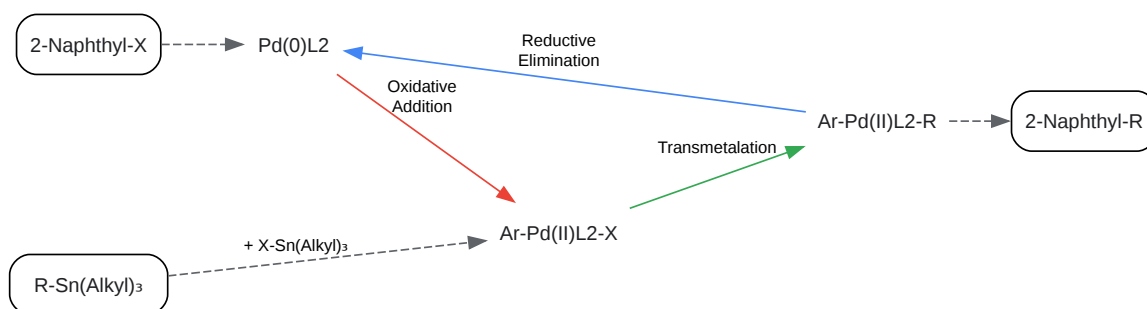 2-Naphthyl-X
Pd(0)L2
Reductive
Elimination
Oxidative
Addition
Ar-Pd(II)L2-R
2-Naphthyl-R
Transmetalation
Ar-Pd(II)L2-X
+ X-Sn(Alkyl)₃
R-Sn(Alkyl)₃